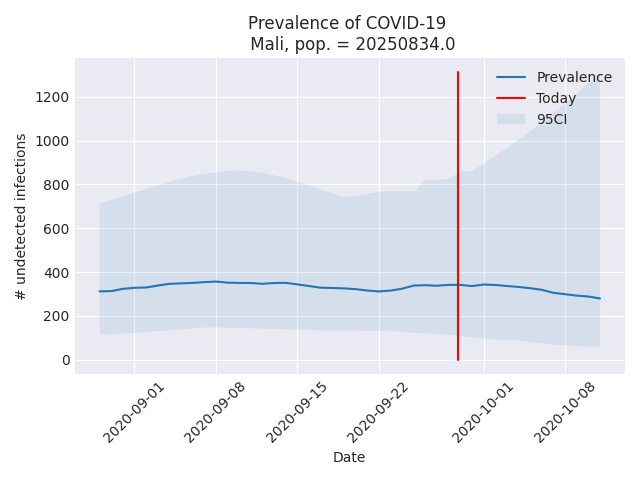 Prevalence of COVID-19
Mali, pop. = 20250834.0
Prevalence
Today
95CI
# undetected infections
1200
1000
800
600
400
200
0
2020-09-01
2020-09-08
2020-09-15
2020-09-22
2020-10-01
2020-10-08
Date